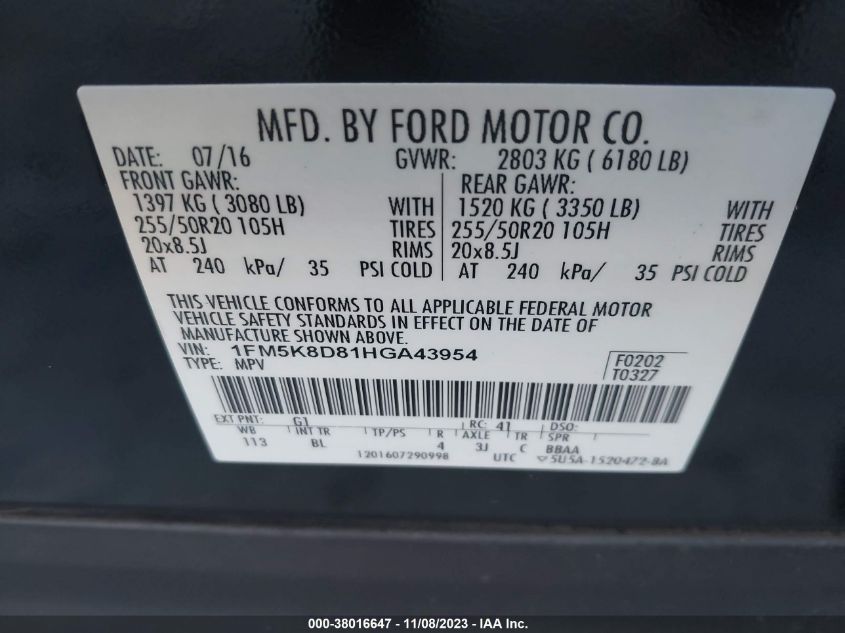 MFD. BY FORD MOTOR CO.
DATE: 07/16 GVWR: 2803 KG ( 6180 LB)
FRONT GAWR: REAR GAWR:
1397 KG ( 3080 LB) WITH 1520 KG ( 3350 LB) WITH
255/50R20 105H TIRES 255/50R20 105H TIRES
20x8.5J RIMS 20x8.5J RIMS
AT 240 kPa/ 35 PSI COLD AT 240 kPa/ 35 PSI COLD
THIS VEHICLE CONFORMS TO ALL APPLICABLE FEDERAL MOTOR
VEHICLE SAFETY STANDARDS IN EFFECT ON THE DATE OF
MANUFACTURE SHOWN ABOVE.
VIN: 1FM5K8D81HGA43954 F0202
TYPE: MPV T0327
EXT PNT: G1 RC: 41 DSO:
WB INT TR TP/PS R AXLE TR SPR
113 BL 4 3J C BBAA
1201607290998 UTC ▽5U5A-1520472-BA
000-38016647 - 11/08/2023 - IAA Inc.